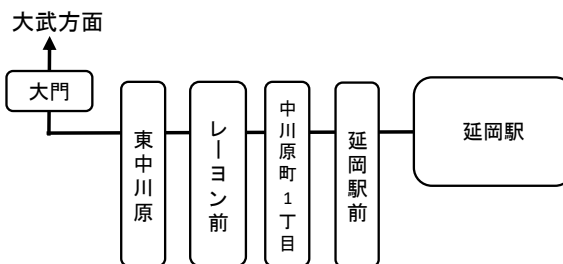 大武方面
大門
東中川原
レーヨン前
中川原町1丁目
延岡駅前
延岡駅